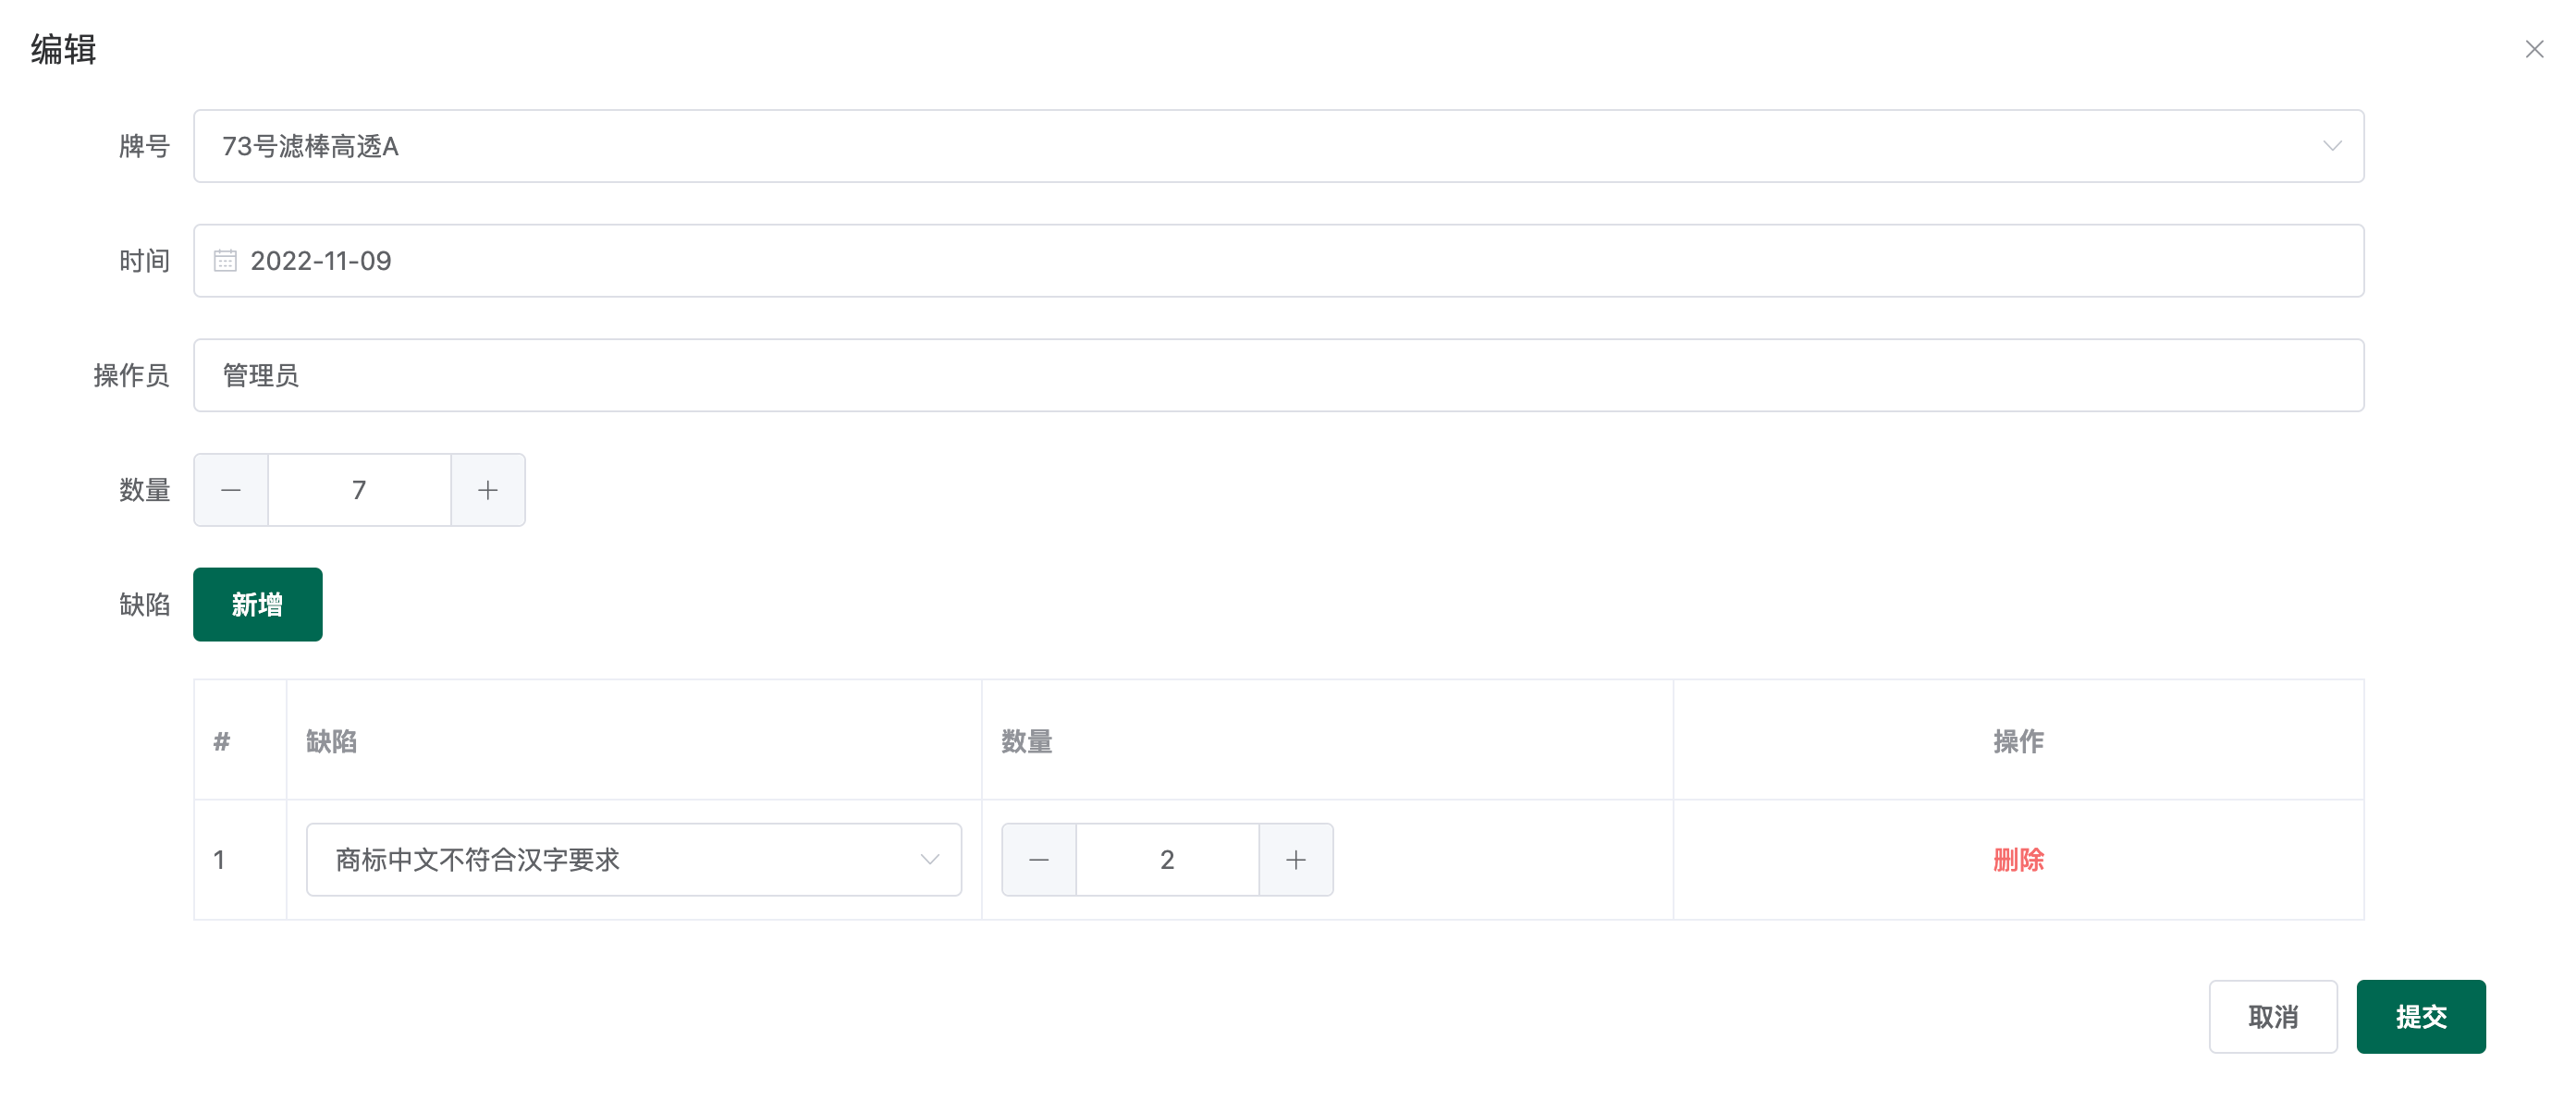 编辑
牌号 73号滤棒高透A
时间 2022-11-09
操作员 管理员
数量 7
缺陷 新增
# 缺陷 数量 操作
1 商标中文不符合汉字要求 2 删除
取消 提交